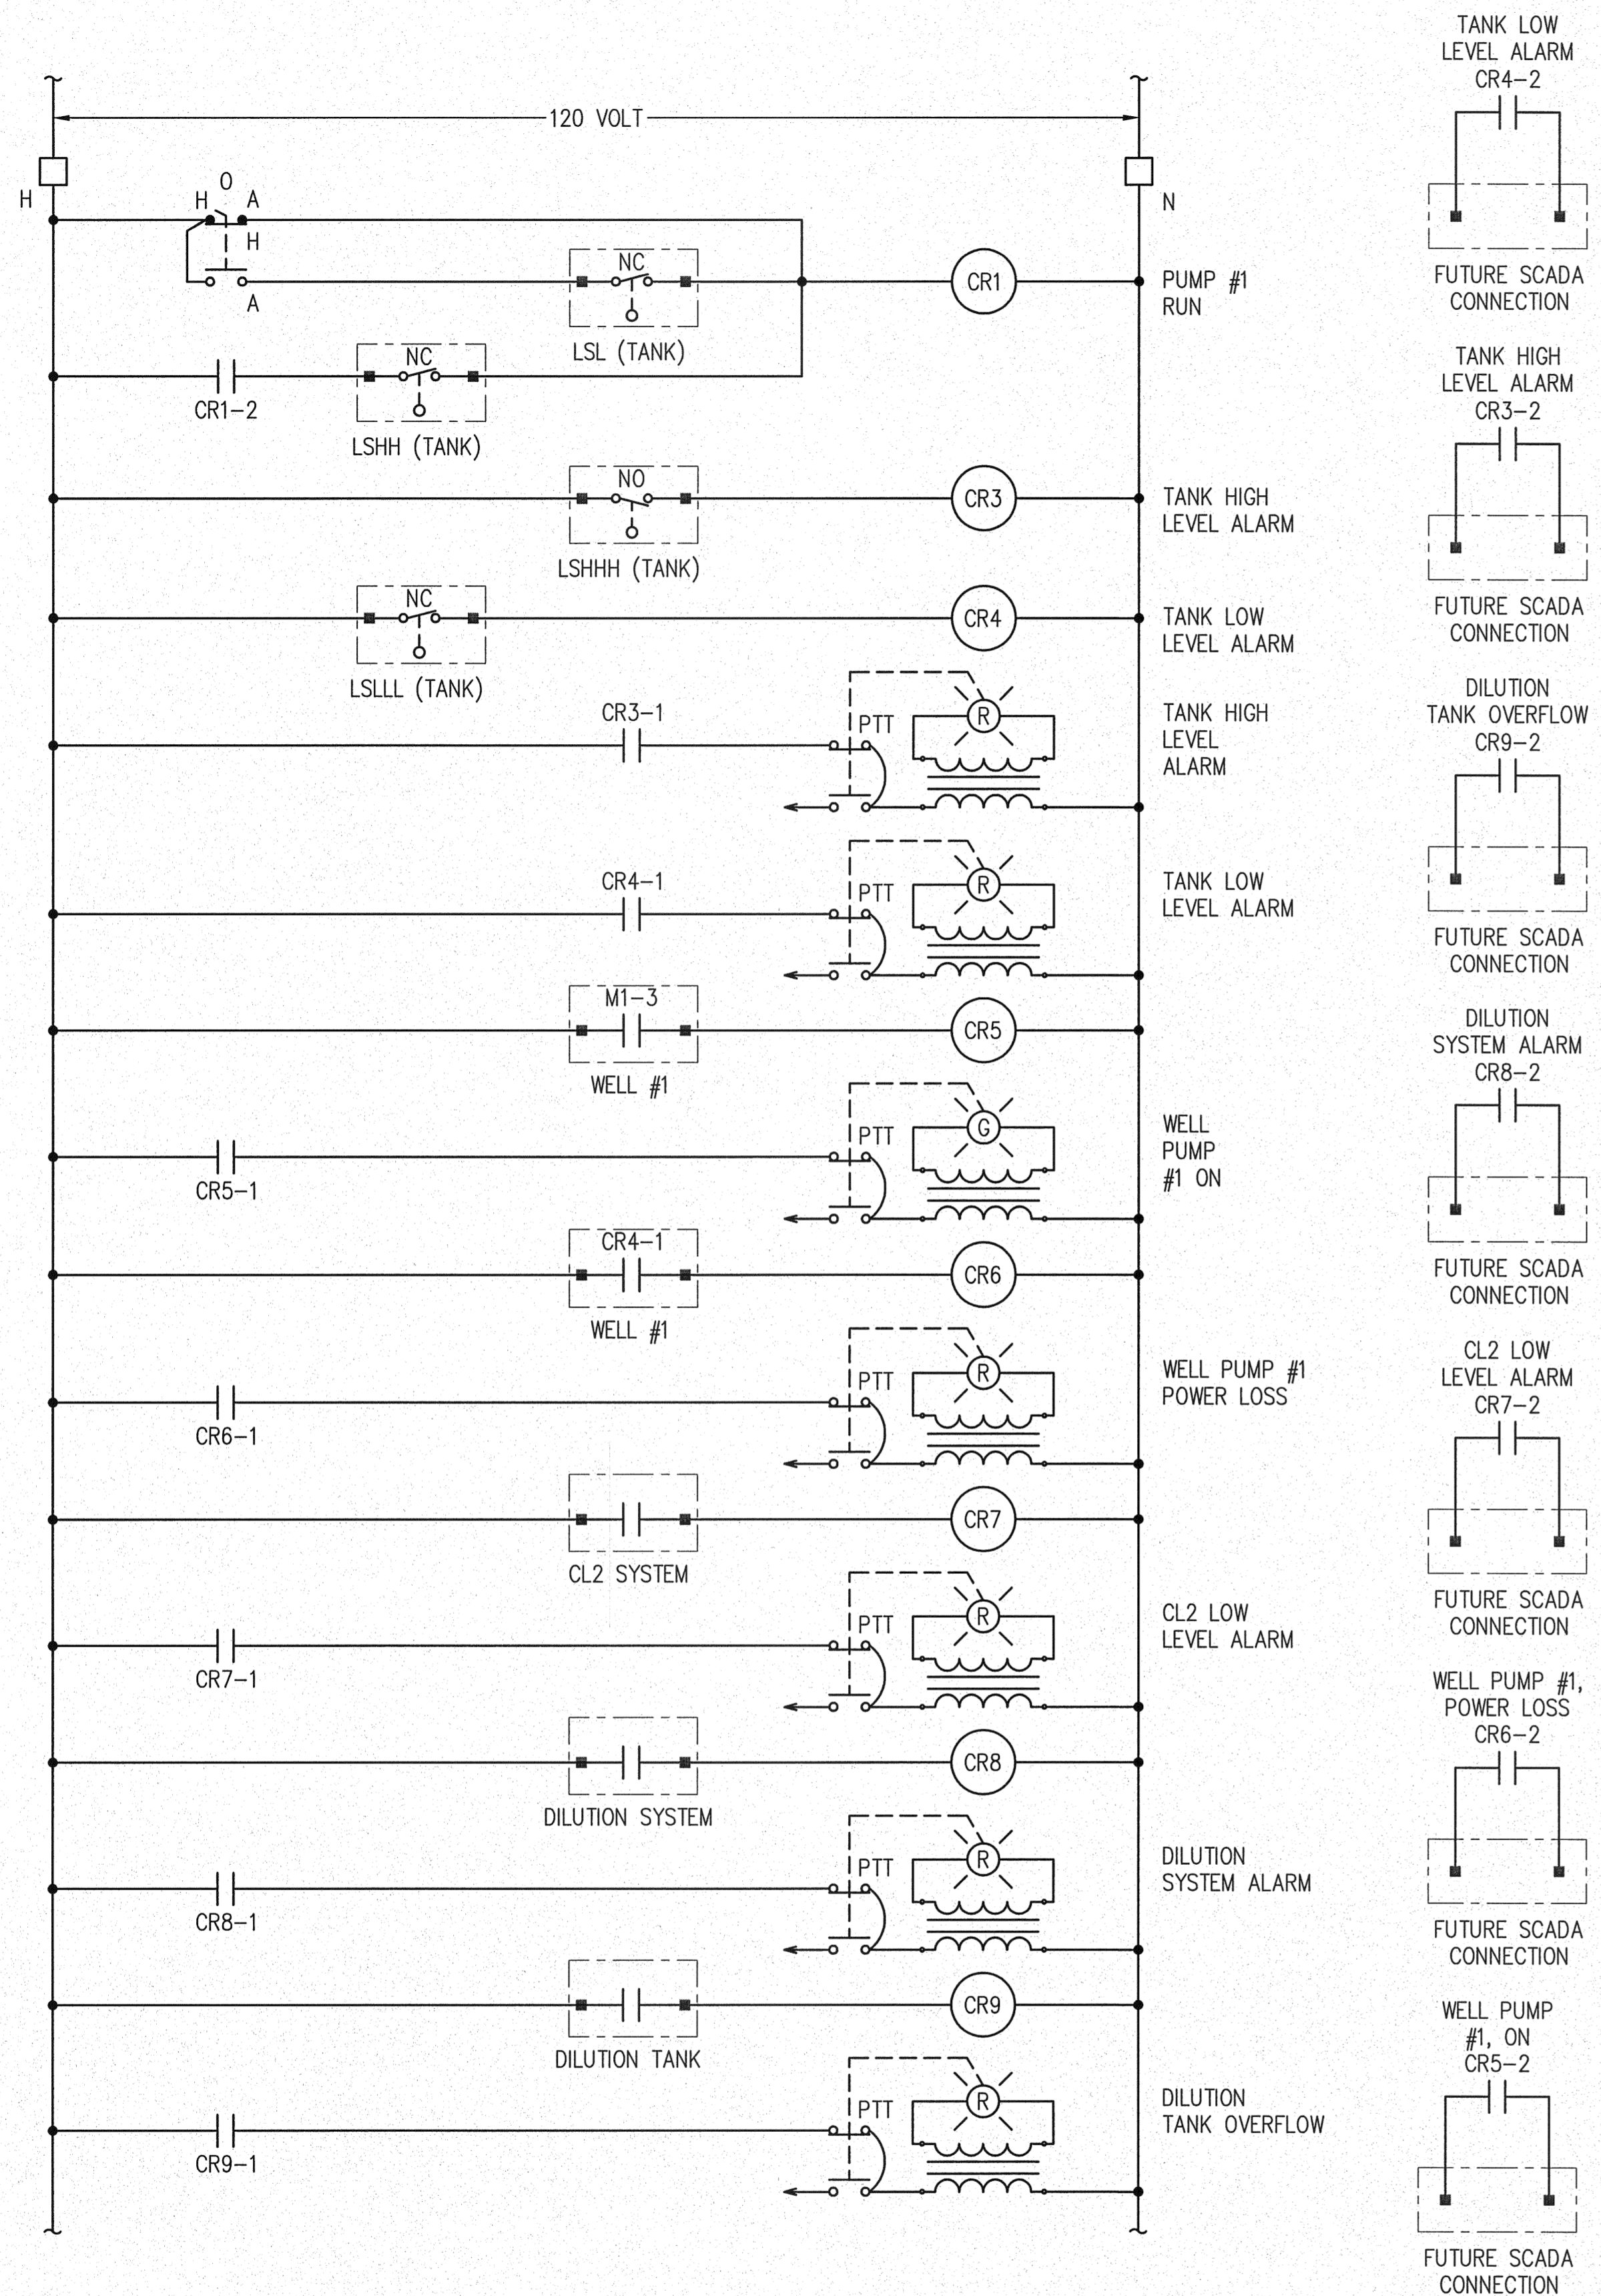 120 VOLT
H
N
O
H
A
H
A
NC
LSL (TANK)
CR1
PUMP #1
RUN
CR1-2
NC
LSHH (TANK)
NO
LSHHH (TANK)
CR3
TANK HIGH
LEVEL ALARM
NC
LSLLL (TANK)
CR4
TANK LOW
LEVEL ALARM
CR3-1
PTT
R
TANK HIGH
LEVEL
ALARM
CR4-1
PTT
R
TANK LOW
LEVEL ALARM
M1-3
WELL #1
CR5
CR5-1
PTT
G
WELL
PUMP
#1 ON
CR4-1
WELL #1
CR6
CR6-1
PTT
R
WELL PUMP #1
POWER LOSS
CL2 SYSTEM
CR7
CR7-1
PTT
R
CL2 LOW
LEVEL ALARM
DILUTION SYSTEM
CR8
CR8-1
PTT
R
DILUTION
SYSTEM ALARM
DILUTION TANK
CR9
CR9-1
PTT
R
DILUTION
TANK OVERFLOW
TANK LOW
LEVEL ALARM
CR4-2
FUTURE SCADA
CONNECTION
TANK HIGH
LEVEL ALARM
CR3-2
FUTURE SCADA
CONNECTION
DILUTION
TANK OVERFLOW
CR9-2
FUTURE SCADA
CONNECTION
DILUTION
SYSTEM ALARM
CR8-2
FUTURE SCADA
CONNECTION
CL2 LOW
LEVEL ALARM
CR7-2
FUTURE SCADA
CONNECTION
WELL PUMP #1,
POWER LOSS
CR6-2
FUTURE SCADA
CONNECTION
WELL PUMP
#1, ON
CR5-2
FUTURE SCADA
CONNECTION